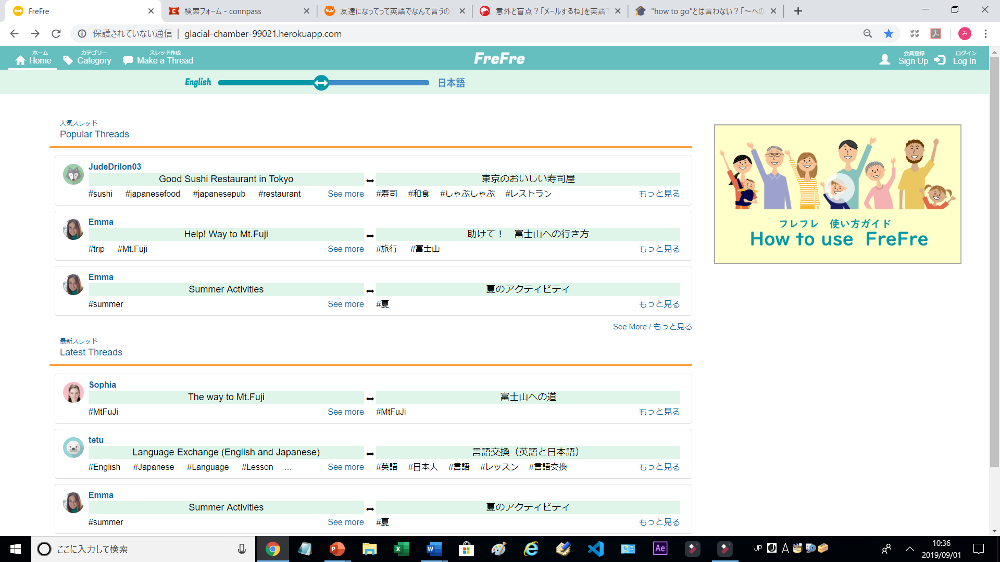 FreFre
検索フォーム - connpass
友達になってって英語でなんて言うの
意外と盲点？「メールするね」を英語で
"how to go"とは言わない？「～への
保護されていない通信 | glacial-chamber-99021.herokuapp.com
み
ホーム
Home
カテゴリー
Category
スレッド作成
Make a Thread
FreFre
会員登録
Sign Up
ログイン
Log In
English 日本語
人気スレッド
Popular Threads
JudeDrilon03
Good Sushi Restaurant in Tokyo 東京のおいしい寿司屋
#sushi #japanesefood #japanesepub #restaurant See more #寿司 #和食 #しゃぶしゃぶ #レストラン もっと見る
Emma
Help! Way to Mt.Fuji 助けて！　富士山への行き方
#trip #Mt.Fuji See more #旅行 #富士山 もっと見る
Emma
Summer Activities 夏のアクティビティ
#summer See more #夏 もっと見る
See More / もっと見る
最新スレッド
Latest Threads
Sophia
The way to Mt.Fuji 富士山への道
#MtFuJi See more #MtFuJi もっと見る
tetu
Language Exchange (English and Japanese) 言語交換（英語と日本語）
#English #Japanese #Language #Lesson ... See more #英語 #日本人 #言語 #レッスン #言語交換 もっと見る
Emma
Summer Activities 夏のアクティビティ
#summer See more #夏 もっと見る
フレフレ　使い方ガイド
How to use FreFre
ここに入力して検索
Ae
JP
A
10:36
2019/09/01